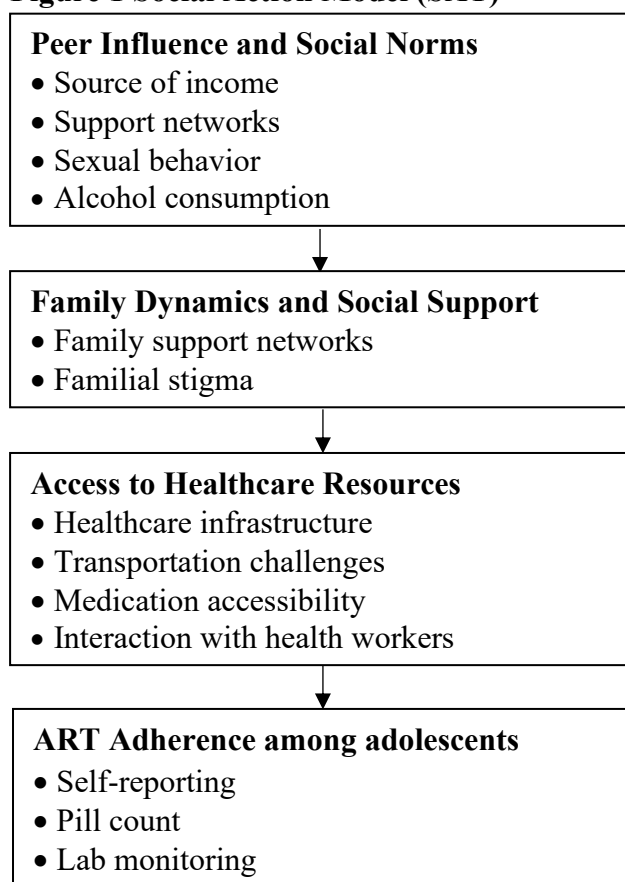 Figure 1 Social Action Model (SAT)
Peer Influence and Social Norms
• Source of income
• Support networks
• Sexual behavior
• Alcohol consumption
Family Dynamics and Social Support
• Family support networks
• Familial stigma
Access to Healthcare Resources
• Healthcare infrastructure
• Transportation challenges
• Medication accessibility
• Interaction with health workers
ART Adherence among adolescents
• Self-reporting
• Pill count
• Lab monitoring